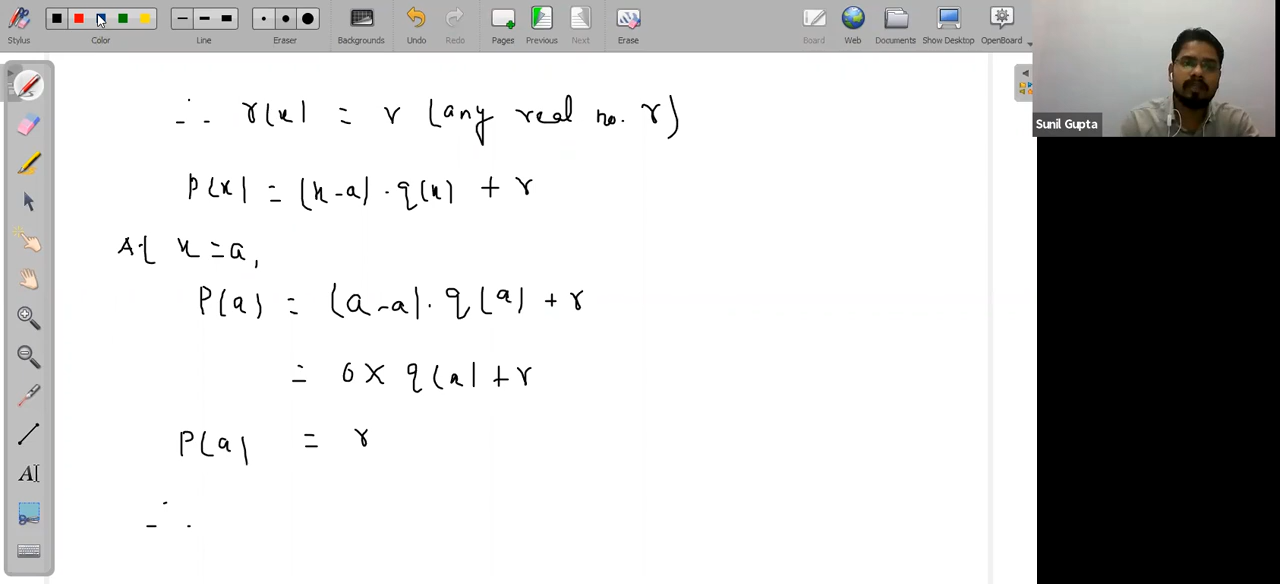 Stylus
Color
Line
Eraser
Backgrounds
Undo
Redo
Pages
Previous
Next
Erase
Board
Web
Documents
Show Desktop
OpenBoard
Sunil Gupta
∴ r(x) = r (any real no. r)
P(x) = (x-a) · q(x) + r
At x = a,
P(a) = (a-a) · q(a) + r
= 0 × q(a) + r
P(a) = r
∴
AI